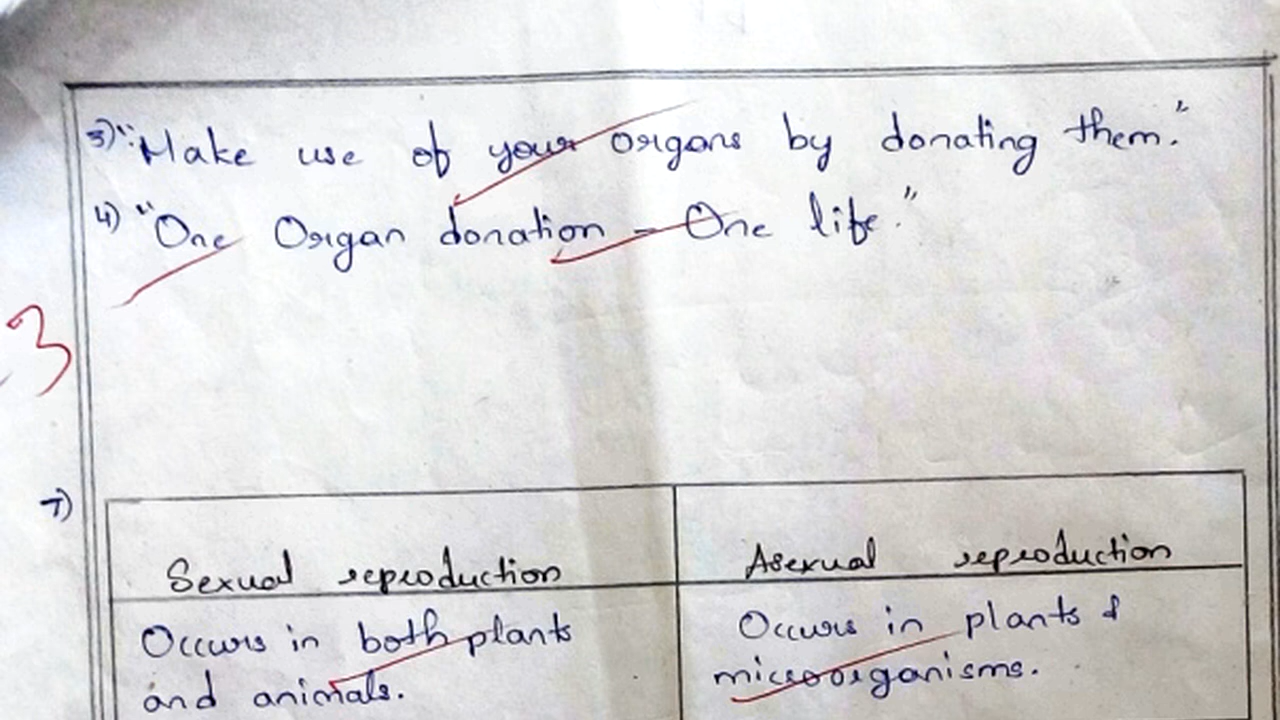 3) "Make use of your organs by donating them."
4) "One Organ donation - One life."
3
7)
Sexual reproduction
Asexual reproduction
Occurs in both plants
and animals.
Occurs in plants &
microorganisms.